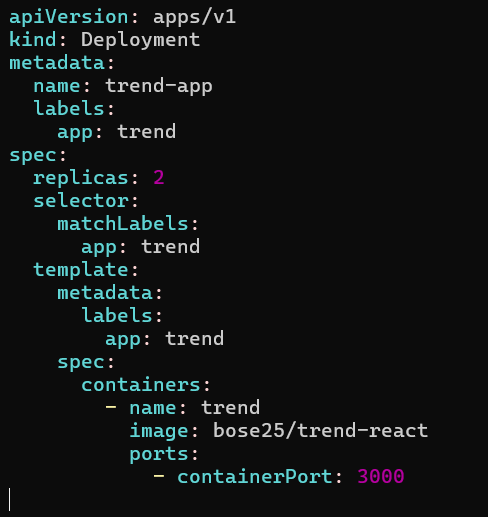 apiVersion: apps/v1
kind: Deployment
metadata:
  name: trend-app
  labels:
    app: trend
spec:
  replicas: 2
  selector:
    matchLabels:
      app: trend
  template:
    metadata:
      labels:
        app: trend
    spec:
      containers:
        - name: trend
          image: bose25/trend-react
          ports:
            - containerPort: 3000